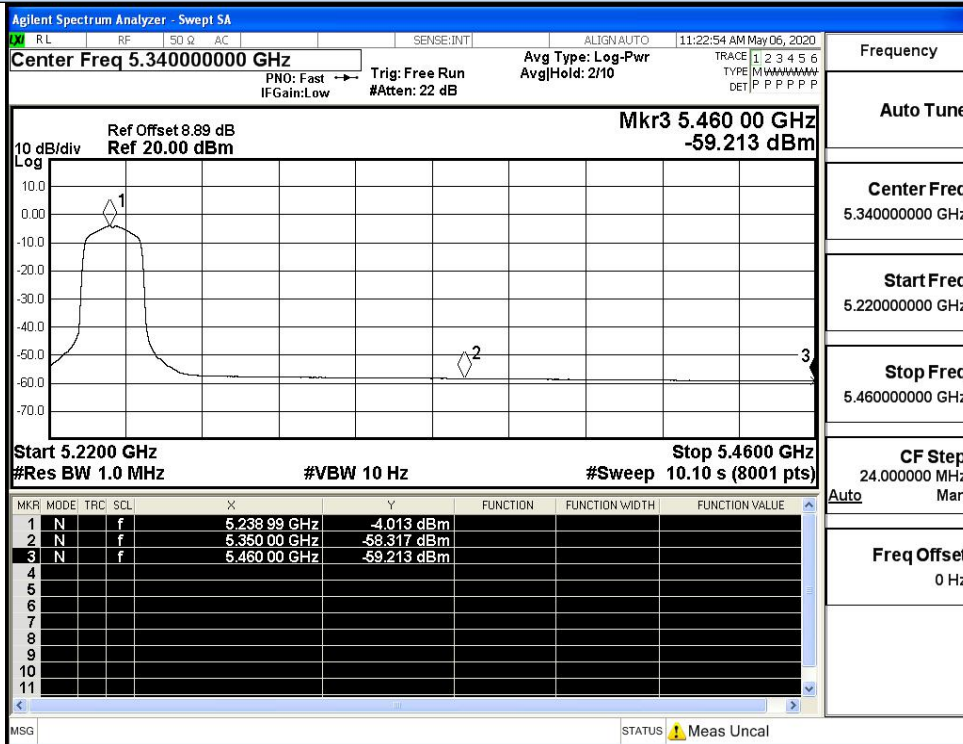 Agilent Spectrum Analyzer - Swept SA
LXI RL RF 50 Ω AC SENSE:INT ALIGN AUTO 11:22:54 AM May 06, 2020
Center Freq 5.340000000 GHz
PNO: Fast
IFGain:Low
Trig: Free Run
#Atten: 22 dB
Avg Type: Log-Pwr
Avg|Hold: 2/10
TRACE 1 2 3 4 5 6
TYPE M W W W W W
DET P P P P P P
Mkr3 5.460 00 GHz
-59.213 dBm
Ref Offset 8.89 dB
10 dB/div Ref 20.00 dBm
Log
10.0
0.00
-10.0
-20.0
-30.0
-40.0
-50.0
-60.0
-70.0
1
2
3
Start 5.2200 GHz Stop 5.4600 GHz
#Res BW 1.0 MHz #VBW 10 Hz #Sweep 10.10 s (8001 pts)
MKR MODE TRC SCL X Y FUNCTION FUNCTION WIDTH FUNCTION VALUE
1 N f 5.238 99 GHz -4.013 dBm
2 N f 5.350 00 GHz -58.317 dBm
3 N f 5.460 00 GHz -59.213 dBm
4
5
6
7
8
9
10
11
MSG STATUS Meas Uncal
Frequency
Auto Tune
Center Freq
5.340000000 GHz
Start Freq
5.220000000 GHz
Stop Freq
5.460000000 GHz
CF Step
24.000000 MHz
Auto Man
Freq Offset
0 Hz